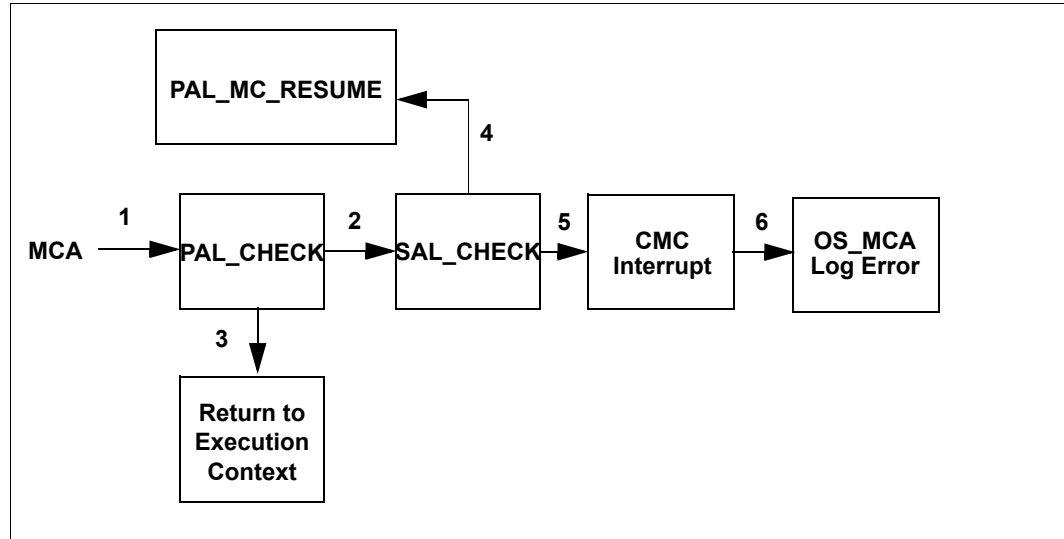 PAL_MC_RESUME
4
1
2
5
6
MCA
PAL_CHECK
SAL_CHECK
CMC
Interrupt
OS_MCA
Log Error
3
Return to
Execution
Context